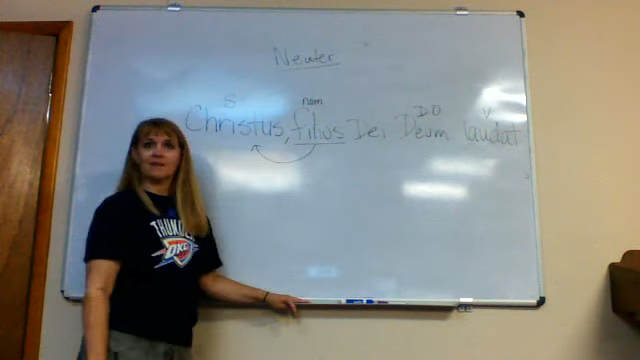 Neuter
S nom DO V
Christus, filius Dei Deum laudat
THUNDER
OKC